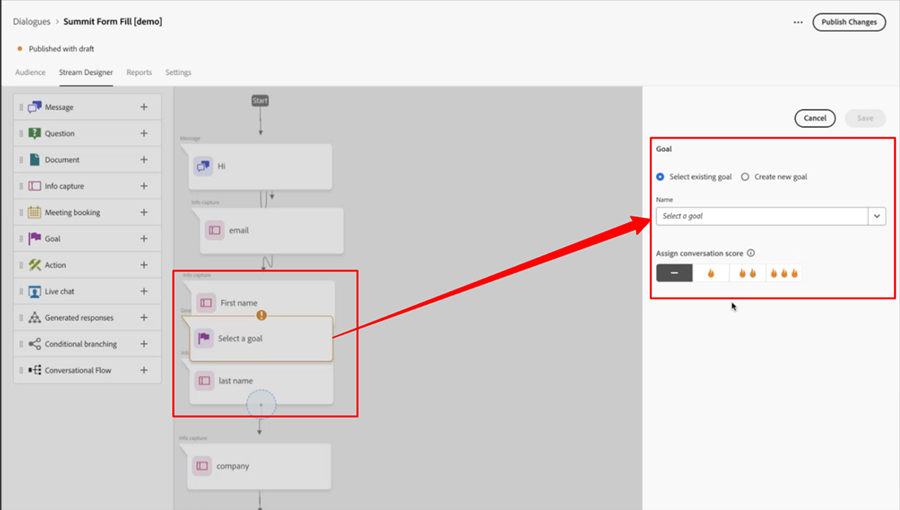 Dialogues > Summit Form Fill [demo]
Publish Changes
Published with draft
Audience Stream Designer Reports Settings
Message
Question
Document
Info capture
Meeting booking
Goal
Action
Live chat
Generated responses
Conditional branching
Conversational Flow
Start
Message
Hi
Info capture
email
Info capture
First name
Select a goal
last name
Info capture
company
Cancel Save
Goal
Select existing goal Create new goal
Name
Select a goal
Assign conversation score